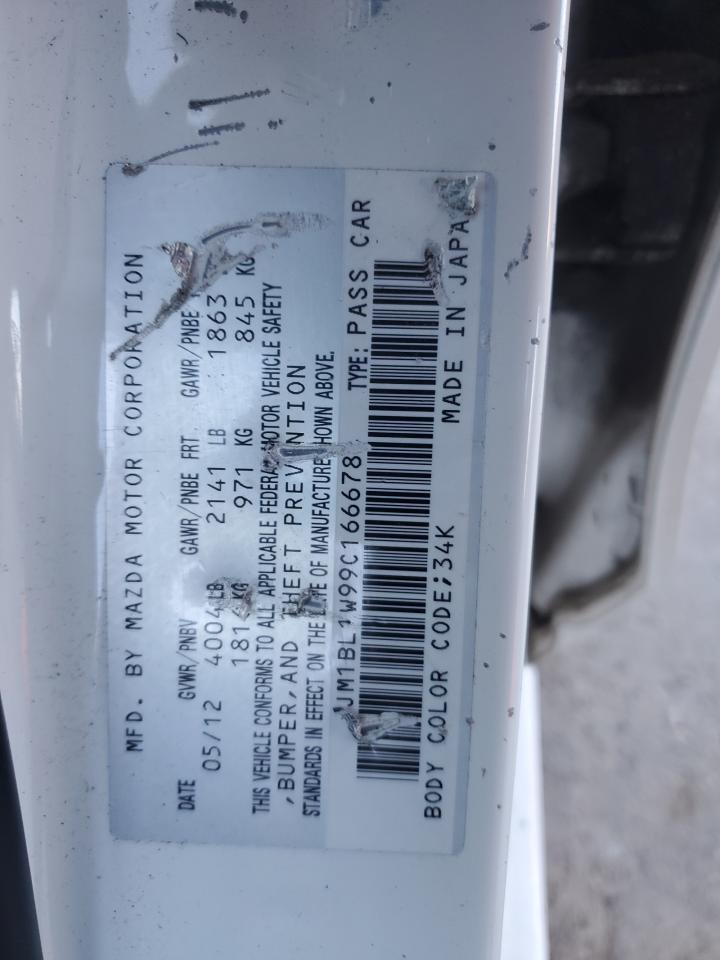 MFD. BY MAZDA MOTOR CORPORATION
DATE GVWR/PNBV GAWR/PNBE FRT. GAWR/PNBE
05/12 4004 LB 2141 LB 1863
KG 971 KG 845 KG
THIS VEHICLE CONFORMS TO ALL APPLICABLE FEDERAL MOTOR VEHICLE SAFETY
,BUMPER,AND THEFT PREVENTION
STANDARDS IN EFFECT ON THE DATE OF MANUFACTURE SHOWN ABOVE.
JM1BL1W99C166678 TYPE: PASS CAR
BODY COLOR CODE;34K MADE IN JAPA